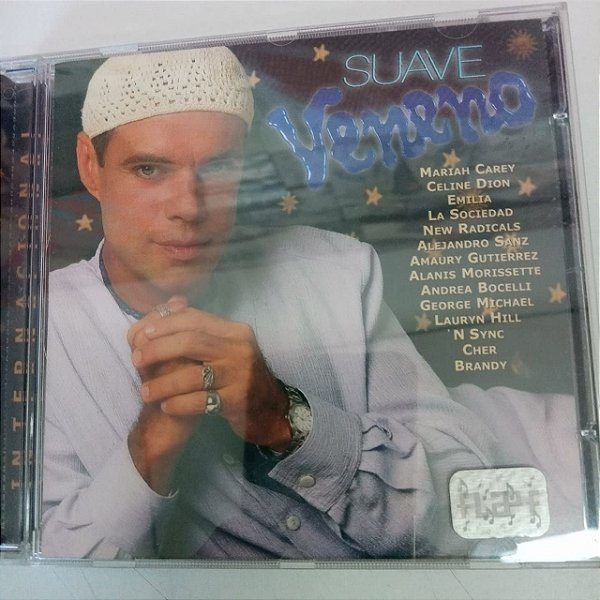 SUAVE
Veneno
MARIAH CAREY
CELINE DION
EMILIA
LA SOCIEDAD
NEW RADICALS
ALEJANDRO SANZ
AMAURY GUTIERREZ
ALANIS MORISSETTE
ANDREA BOCELLI
GEORGE MICHAEL
LAURYN HILL
'N SYNC
CHER
BRANDY
INTERNACIONAL